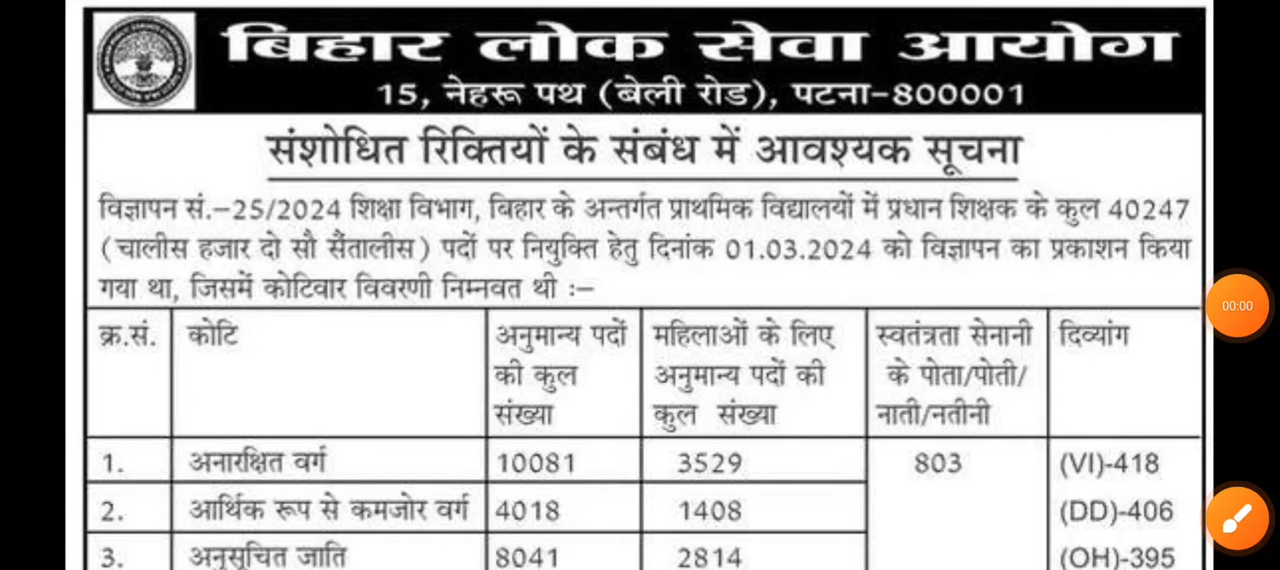 बिहार लोक सेवा आयोग
15, नेहरू पथ (बेली रोड), पटना–800001
संशोधित रिक्तियों के संबंध में आवश्यक सूचना
विज्ञापन सं.–25/2024 शिक्षा विभाग, बिहार के अन्तर्गत प्राथमिक विद्यालयों में प्रधान शिक्षक के कुल 40247
(चालीस हजार दो सौ सैंतालीस) पदों पर नियुक्ति हेतु दिनांक 01.03.2024 को विज्ञापन का प्रकाशन किया
गया था, जिसमें कोटिवार विवरणी निम्नवत थी :–
क्र.सं. कोटि अनुमान्य पदों महिलाओं के लिए स्वतंत्रता सेनानी दिव्यांग
की कुल अनुमान्य पदों की के पोता/पोती/
संख्या कुल संख्या नाती/नतीनी
1. अनारक्षित वर्ग 10081 3529 803 (VI)-418
2. आर्थिक रूप से कमजोर वर्ग 4018 1408 (DD)-406
3. अनुसूचित जाति 8041 2814 (OH)-395
00:00